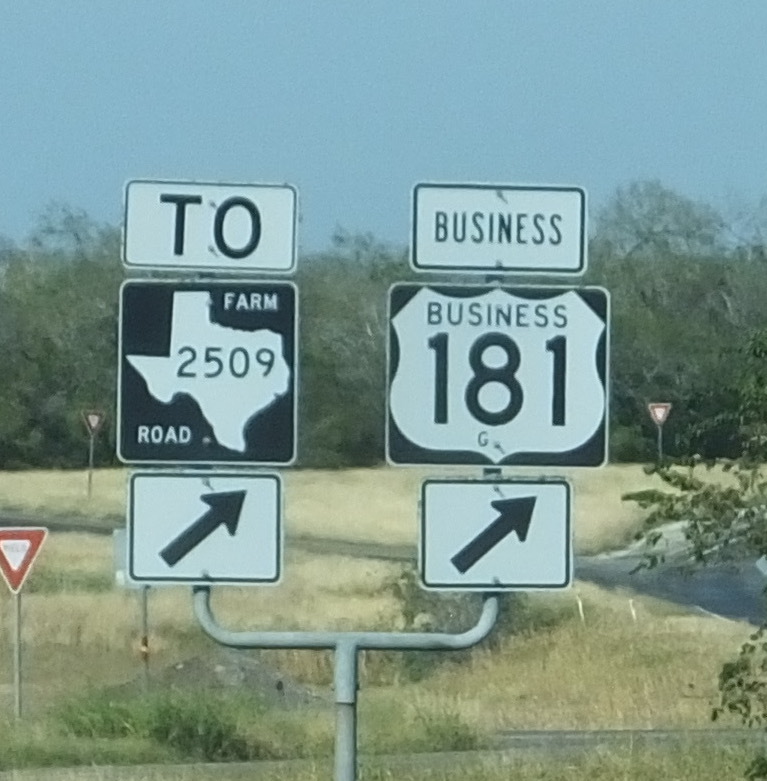 TO
FARM
2509
ROAD
BUSINESS
BUSINESS
181
G